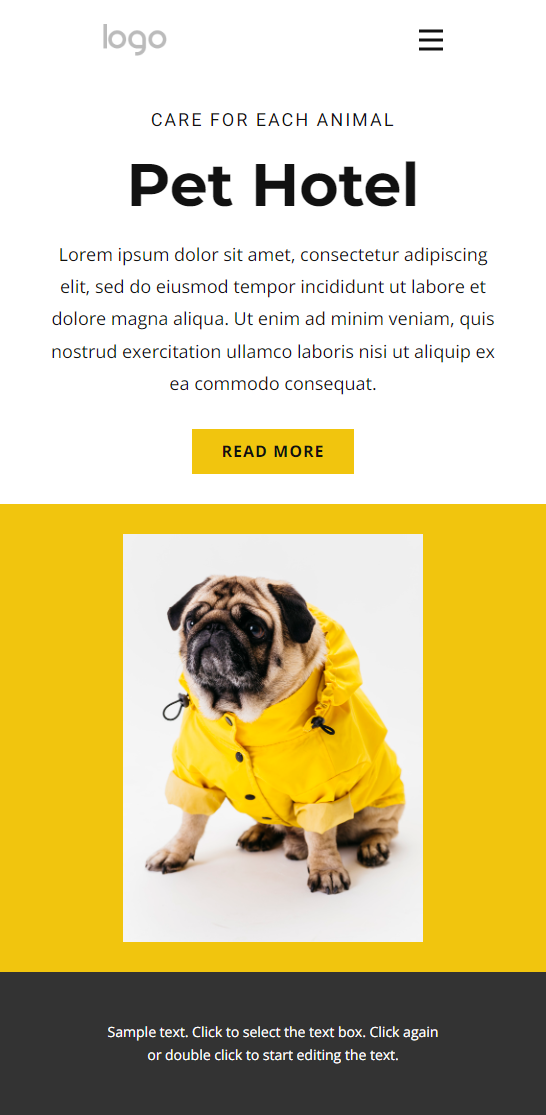 logo
CARE FOR EACH ANIMAL
Pet Hotel
Lorem ipsum dolor sit amet, consectetur adipiscing
elit, sed do eiusmod tempor incididunt ut labore et
dolore magna aliqua. Ut enim ad minim veniam, quis
nostrud exercitation ullamco laboris nisi ut aliquip ex
ea commodo consequat.
READ MORE
Sample text. Click to select the text box. Click again
or double click to start editing the text.